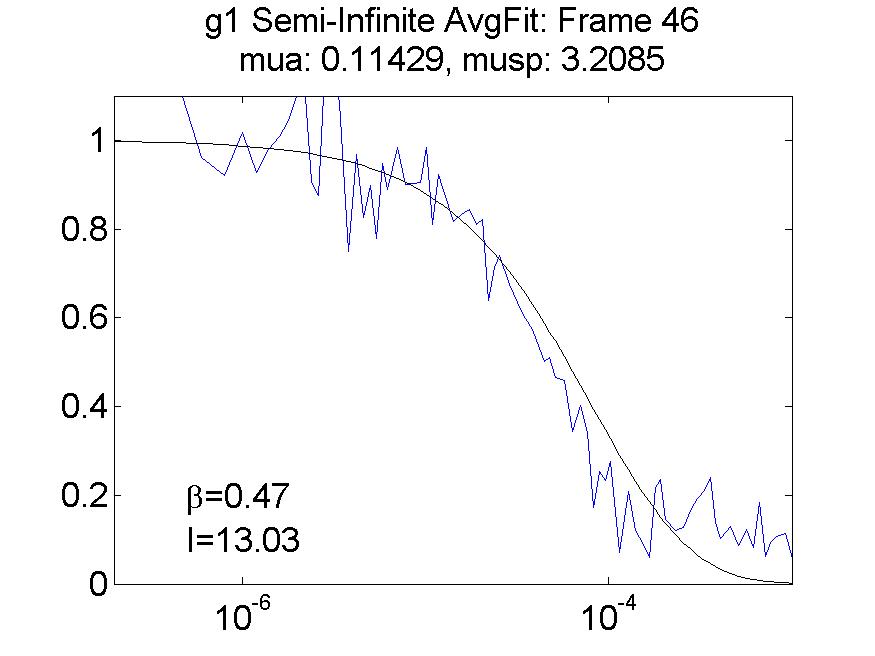 g1 Semi-Infinite AvgFit: Frame 46
mua: 0.11429, musp: 3.2085
1
0.8
0.6
0.4
0.2
0
β=0.47
I=13.03
10^-6
10^-4